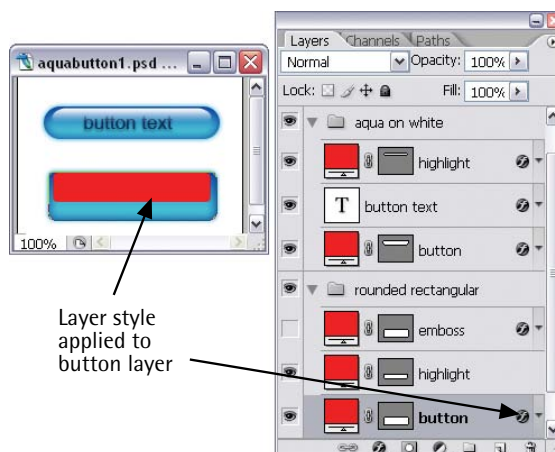 aquabutton1.psd ...
button text
100%
Layer style
applied to
button layer
Layers Channels Paths
Normal Opacity: 100%
Lock: Fill: 100%
aqua on white
highlight
T button text
button
rounded rectangular
emboss
highlight
button